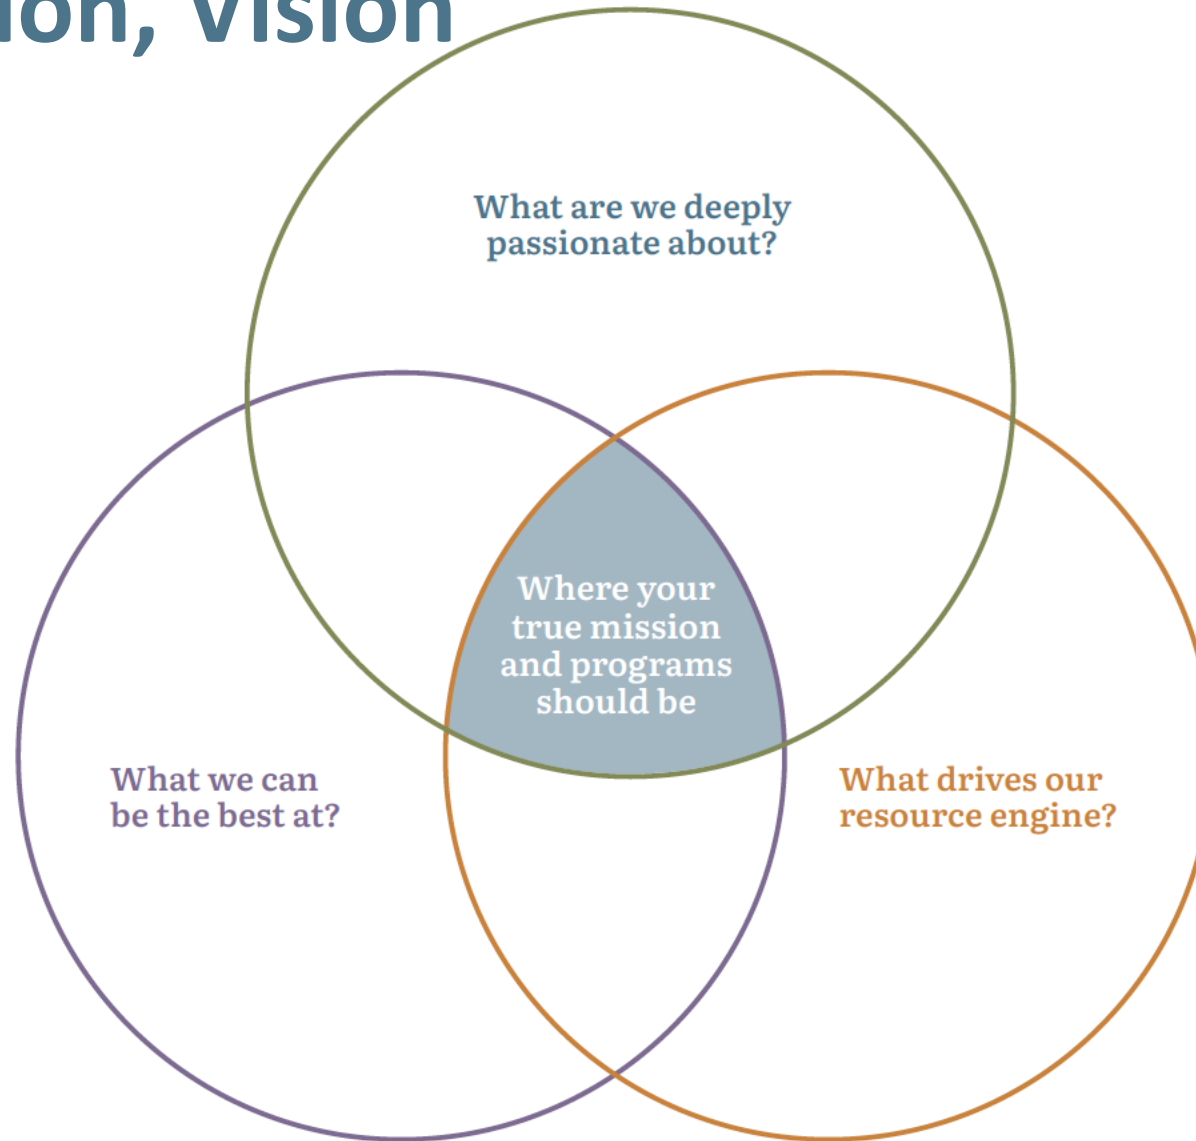 ion, Vision
What are we deeply
passionate about?
Where your
true mission
and programs
should be
What we can
be the best at?
What drives our
resource engine?